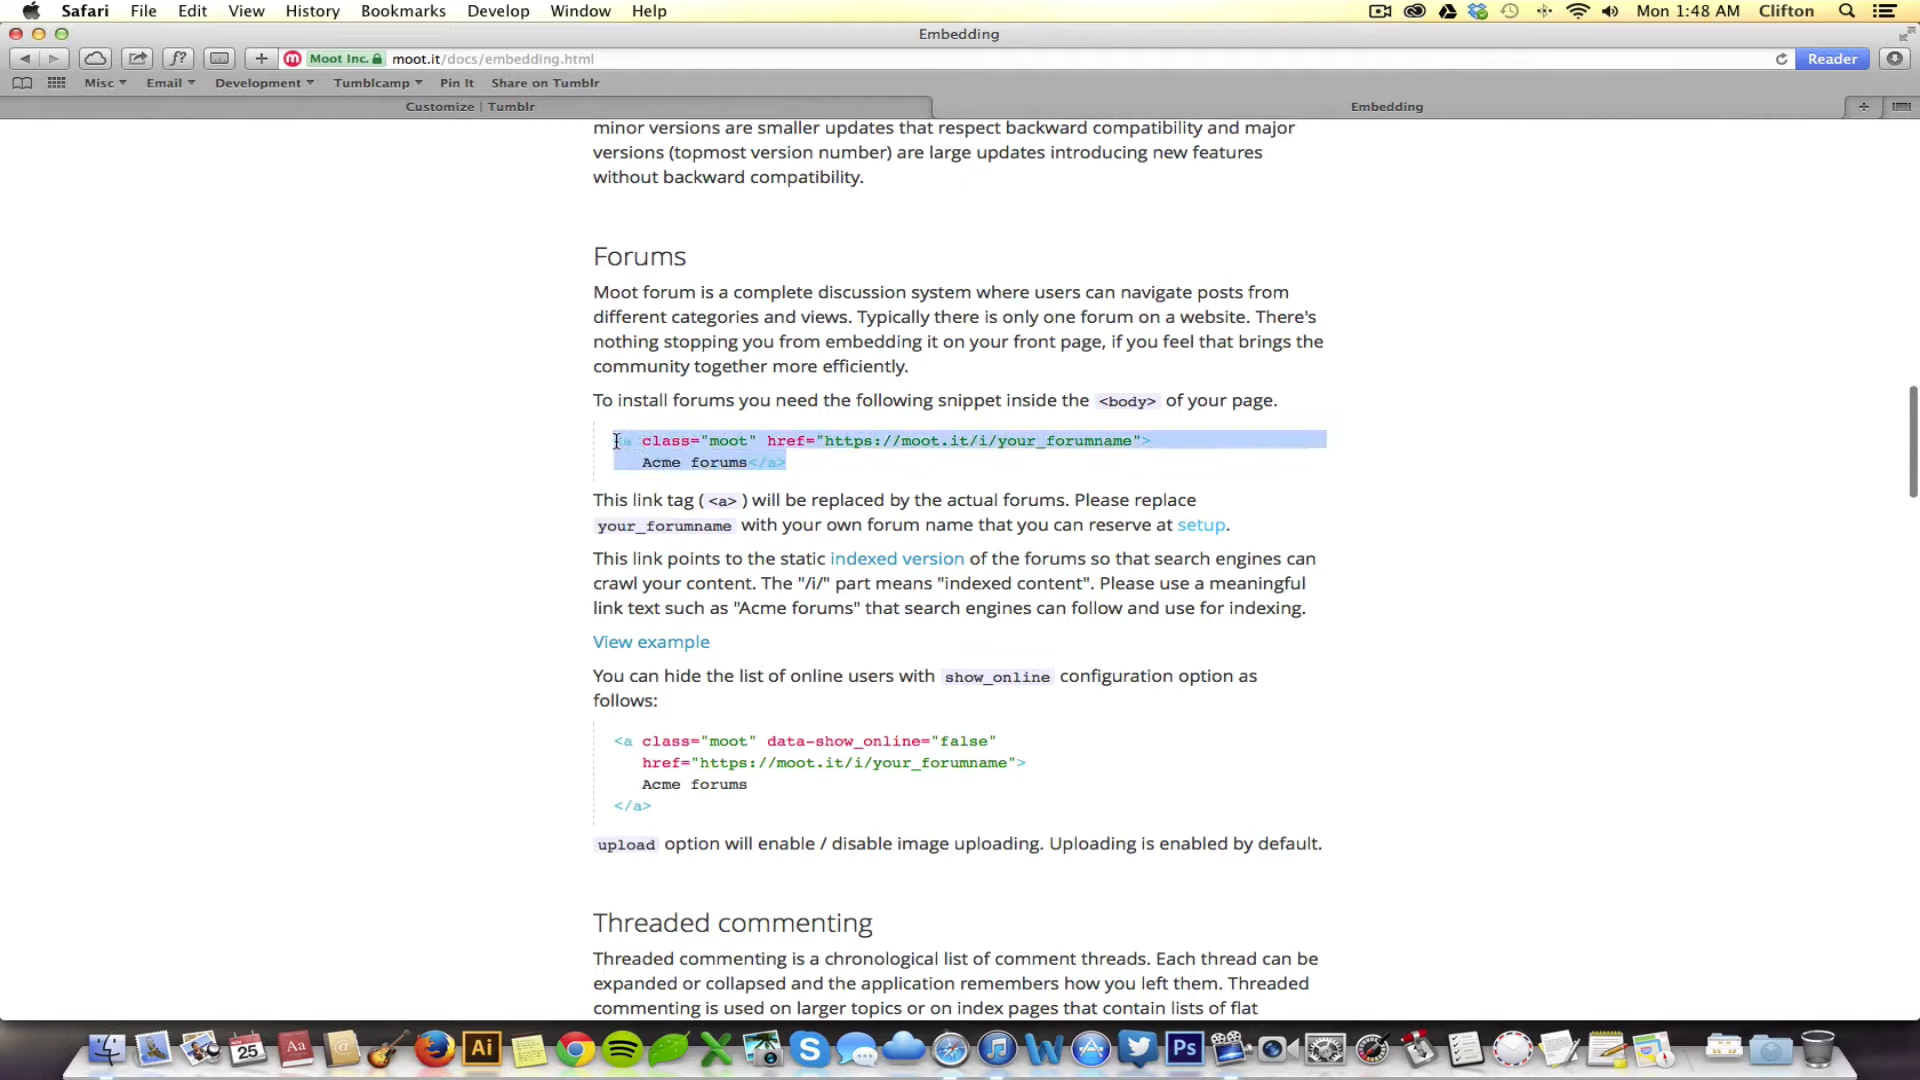 Safari File Edit View History Bookmarks Develop Window Help Mon 1:48 AM Clifton
Embedding
Moot Inc. moot.it/docs/embedding.html Reader
Misc Email Development Tumblcamp Pin It Share on Tumblr
Customize | Tumblr Embedding
minor versions are smaller updates that respect backward compatibility and major
versions (topmost version number) are large updates introducing new features
without backward compatibility.
Forums
Moot forum is a complete discussion system where users can navigate posts from
different categories and views. Typically there is only one forum on a website. There's
nothing stopping you from embedding it on your front page, if you feel that brings the
community together more efficiently.
To install forums you need the following snippet inside the <body> of your page.
<a class="moot" href="https://moot.it/i/your_forumname">
Acme forums</a>
This link tag ( <a> ) will be replaced by the actual forums. Please replace
your_forumname with your own forum name that you can reserve at setup.
This link points to the static indexed version of the forums so that search engines can
crawl your content. The "/i/" part means "indexed content". Please use a meaningful
link text such as "Acme forums" that search engines can follow and use for indexing.
View example
You can hide the list of online users with show_online configuration option as
follows:
<a class="moot" data-show_online="false"
href="https://moot.it/i/your_forumname">
Acme forums
</a>
upload option will enable / disable image uploading. Uploading is enabled by default.
Threaded commenting
Threaded commenting is a chronological list of comment threads. Each thread can be
expanded or collapsed and the application remembers how you left them. Threaded
commenting is used on larger topics or on index pages that contain lists of flat
25 Aa Ai Ps